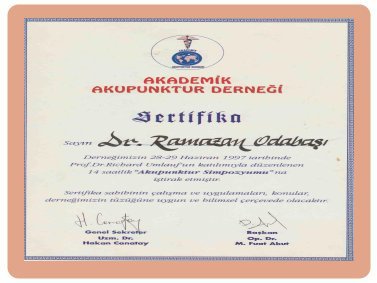 AKADEMİK
AKUPUNKTUR DERNEĞİ
Sertifika
Sayın Dr. Ramazan Odabaşı
Derneğimizin 28-29 Haziran 1997 tarihinde
Prof.Dr.Richard Umlauf'un katılımıyla düzenlenen
14 saatlik "Akupunktur Simpozyumu" na
iştirak etmiştir.
Sertifika sahibinin çalışma ve uygulamaları, konular,
derneğimizin tüzüğüne uygun ve bilimsel çerçevede olacaktır.
Genel Sekreter
Uzm. Dr.
Hakan Canatay
Başkan
Op. Dr.
M. Fuat Abut